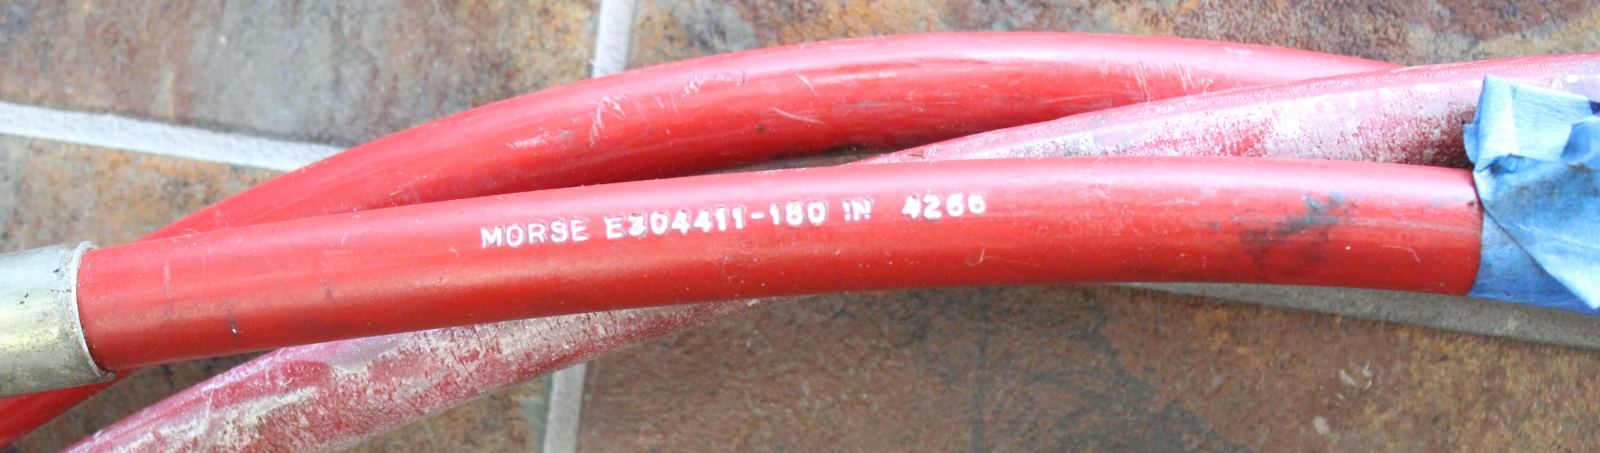 MORSE E304411-180 IN 4266